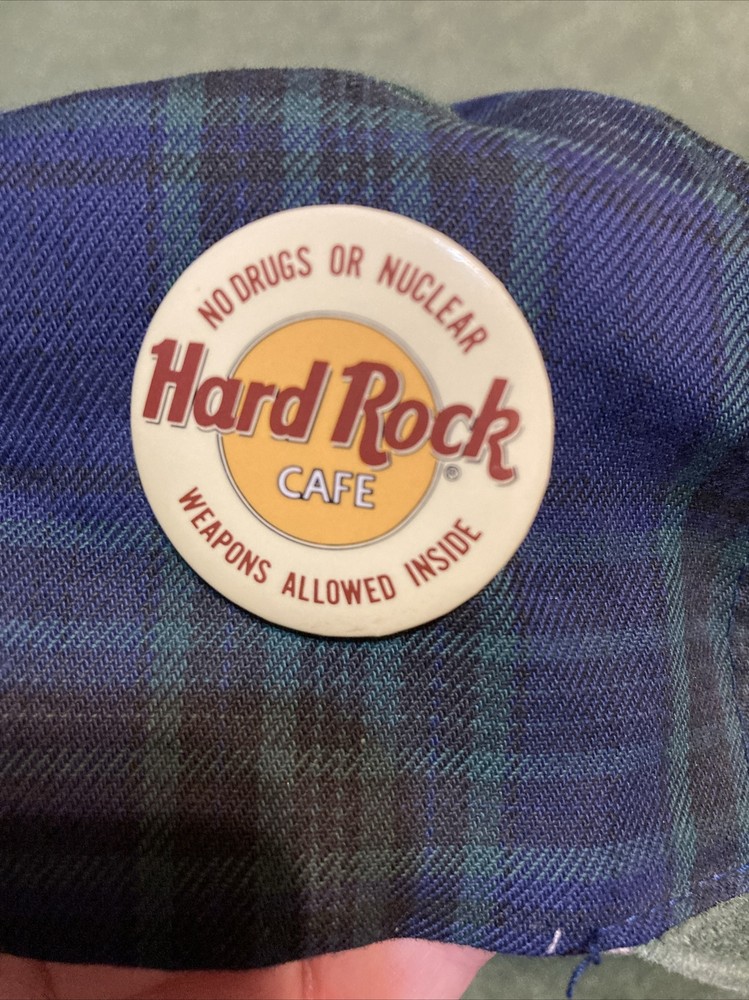 NO DRUGS OR NUCLEAR
Hard Rock
®
CAFE
WEAPONS ALLOWED INSIDE